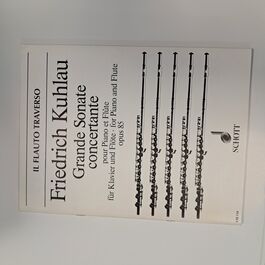 IL FLAUTO TRAVERSO
Friedrich Kuhlau
Grande Sonate
concertante
pour Piano et Flûte
für Klavier und Flöte · for Piano and Flute
opus 85
SCHOTT